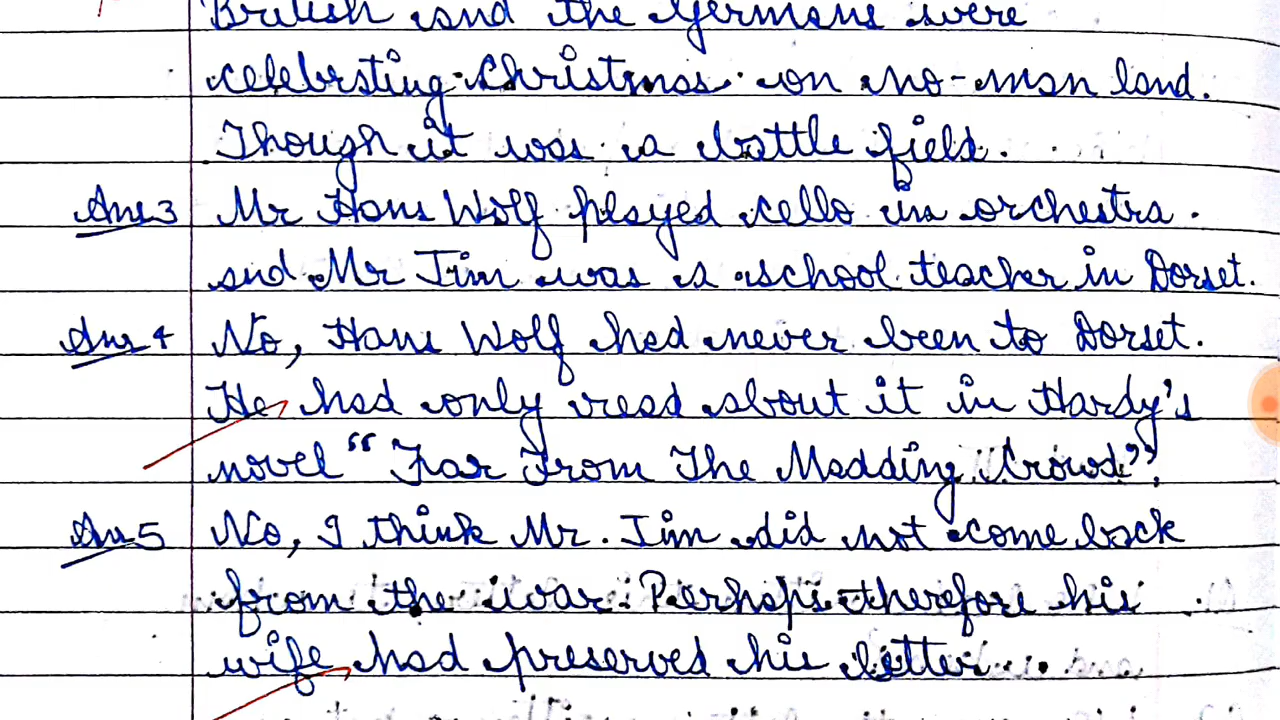 British and the Germans were
celebrating Christmas on no-man land.
Though it was a battle field.
Ans 3 Mr Hans Wolf played cello in orchestra.
and Mr Jim was a school teacher in Dorset.
Ans 4 No, Hans Wolf had never been to Dorset.
He had only read about it in Hardy's
novel "Far From The Madding Crowd".
Ans 5 No, I think Mr. Jim did not come back
from the war. Perhaps therefore his
wife had preserved his letter.